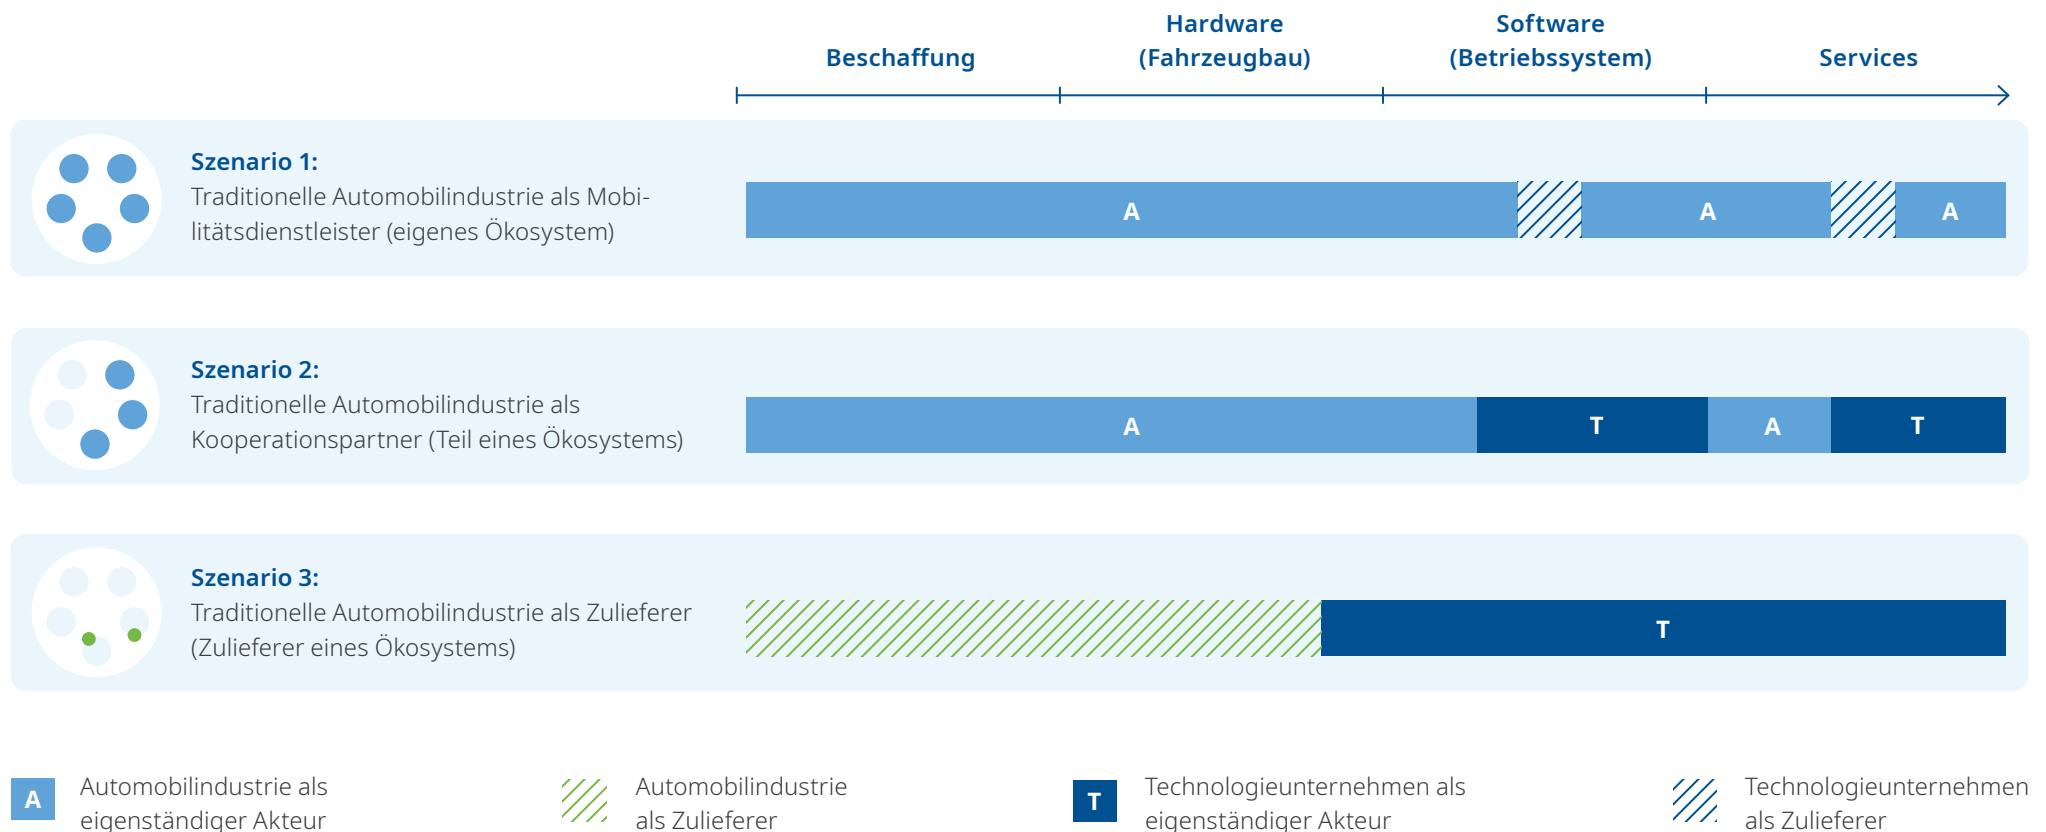 Hardware
Software
Beschaffung
(Fahrzeugbau)
(Betriebssystem)
Services
Szenario 1:
Traditionelle Automobilindustrie als Mobi-
litätsdienstleister (eigenes Ökosystem)
A
A
A
Szenario 2:
Traditionelle Automobilindustrie als
Kooperationspartner (Teil eines Ökosystems)
A
T
A
T
Szenario 3:
Traditionelle Automobilindustrie als Zulieferer
(Zulieferer eines Ökosystems)
T
A
Automobilindustrie als
eigenständiger Akteur
Automobilindustrie
als Zulieferer
T
Technologieunternehmen als
eigenständiger Akteur
Technologieunternehmen
als Zulieferer